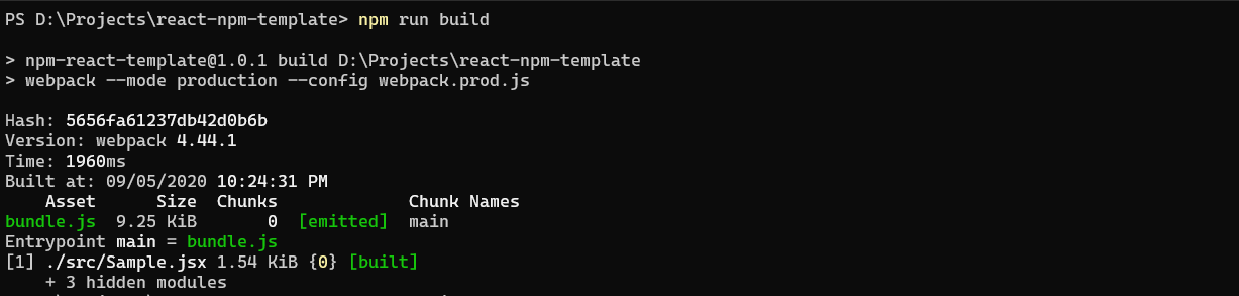 PS D:\Projects\react-npm-template> npm run build
> npm-react-template@1.0.1 build D:\Projects\react-npm-template
> webpack --mode production --config webpack.prod.js
Hash: 5656fa61237db42d0b6b
Version: webpack 4.44.1
Time: 1960ms
Built at: 09/05/2020 10:24:31 PM
Asset Size Chunks Chunk Names
bundle.js 9.25 KiB 0 [emitted] main
Entrypoint main = bundle.js
[1] ./src/Sample.jsx 1.54 KiB {0} [built]
+ 3 hidden modules